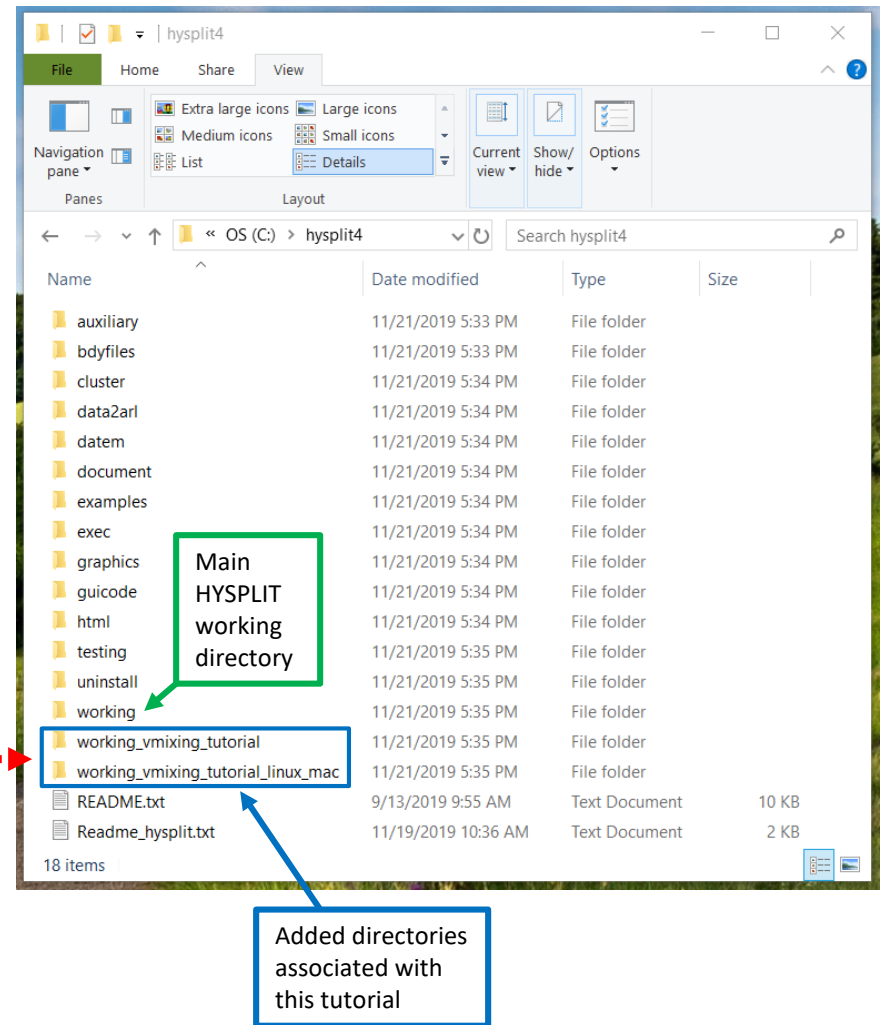 hysplit4
File Home Share View
Extra large icons Large icons
Medium icons Small icons
List Details
Navigation pane
Current view
Show/ hide
Options
Panes Layout
« OS (C:) > hysplit4 Search hysplit4
Name Date modified Type Size
auxiliary 11/21/2019 5:33 PM File folder
bdyfiles 11/21/2019 5:33 PM File folder
cluster 11/21/2019 5:34 PM File folder
data2arl 11/21/2019 5:34 PM File folder
datem 11/21/2019 5:34 PM File folder
document 11/21/2019 5:34 PM File folder
examples 11/21/2019 5:34 PM File folder
exec 11/21/2019 5:34 PM File folder
graphics 11/21/2019 5:34 PM File folder
guicode 11/21/2019 5:34 PM File folder
html 11/21/2019 5:34 PM File folder
testing 11/21/2019 5:35 PM File folder
uninstall 11/21/2019 5:35 PM File folder
working 11/21/2019 5:35 PM File folder
working_vmixing_tutorial 11/21/2019 5:35 PM File folder
working_vmixing_tutorial_linux_mac 11/21/2019 5:35 PM File folder
README.txt 9/13/2019 9:55 AM Text Document 10 KB
Readme_hysplit.txt 11/19/2019 10:36 AM Text Document 2 KB
18 items
Main
HYSPLIT
working
directory
Added directories
associated with
this tutorial